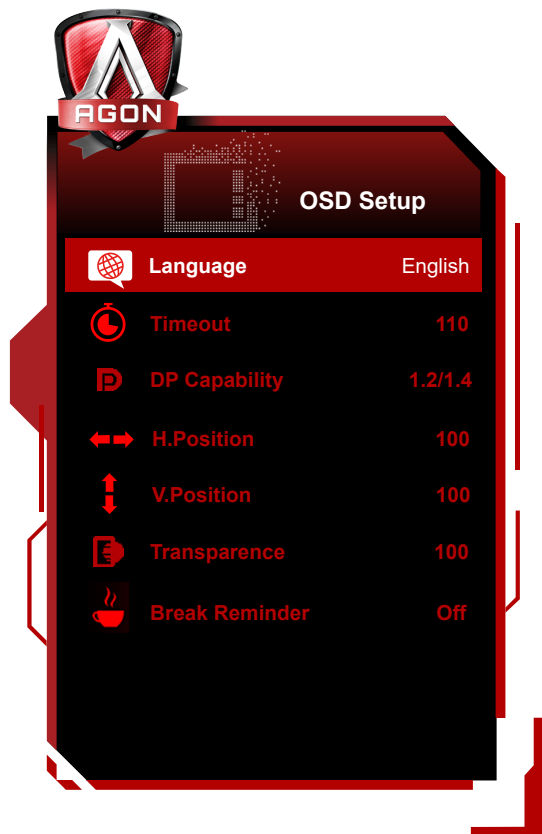 AGON
OSD Setup
Language English
Timeout 110
DP Capability 1.2/1.4
H.Position 100
V.Position 100
Transparence 100
Break Reminder Off